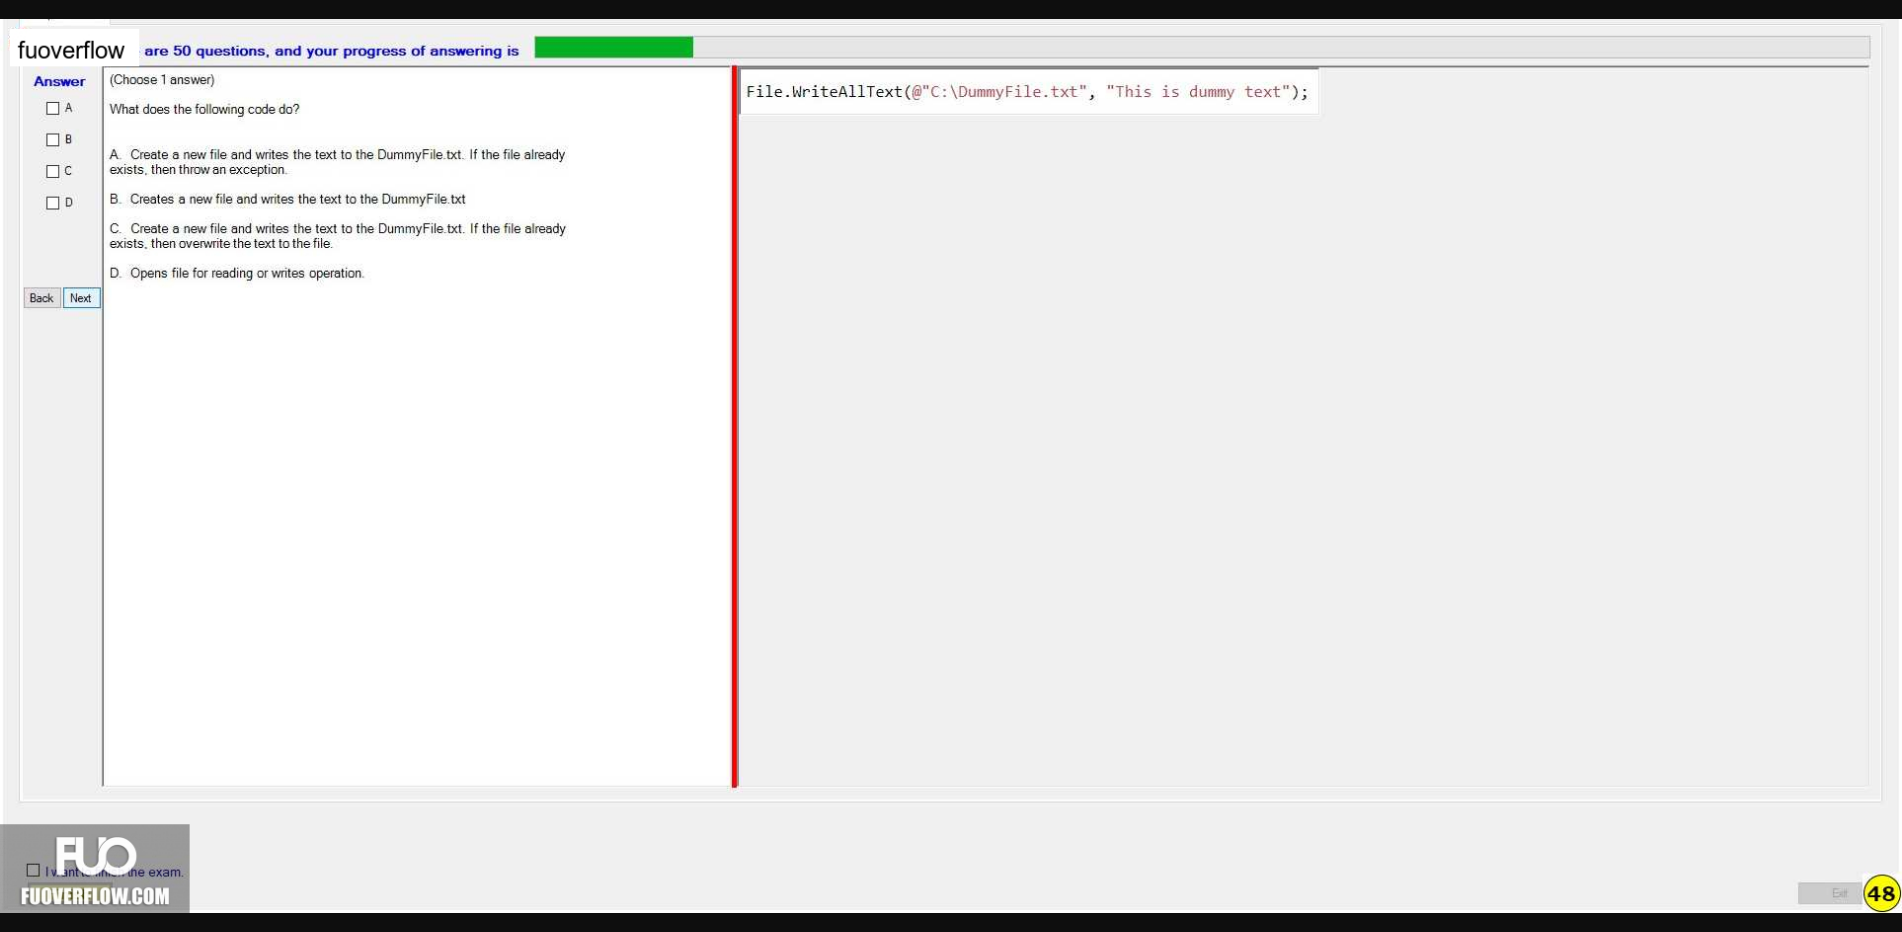 fuoverflow are 50 questions, and your progress of answering is
Answer
A
B
C
D
Back Next
(Choose 1 answer)
What does the following code do?
A. Create a new file and writes the text to the DummyFile.txt. If the file already
exists, then throw an exception.
B. Creates a new file and writes the text to the DummyFile.txt
C. Create a new file and writes the text to the DummyFile.txt. If the file already
exists, then overwrite the text to the file.
D. Opens file for reading or writes operation.
File.WriteAllText(@"C:\DummyFile.txt", "This is dummy text");
FUO
I want to finish the exam.
FUOVERFLOW.COM
Exit
48